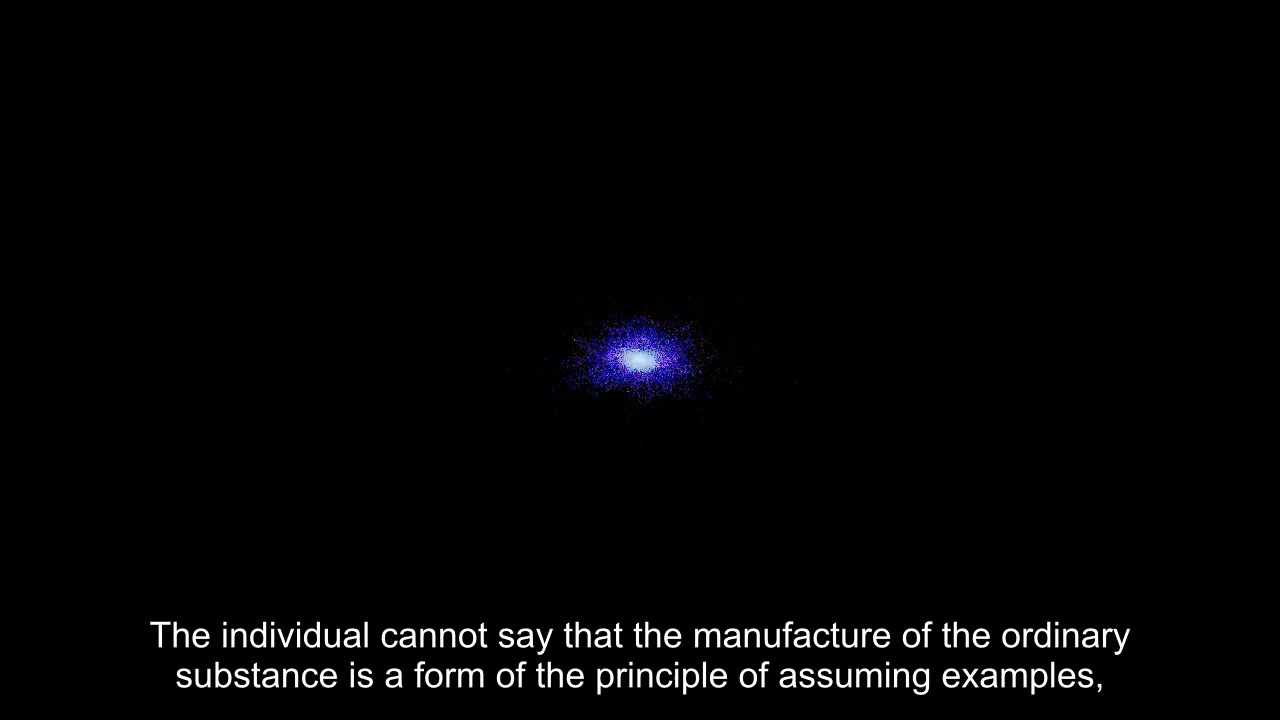 The individual cannot say that the manufacture of the ordinary
substance is a form of the principle of assuming examples,